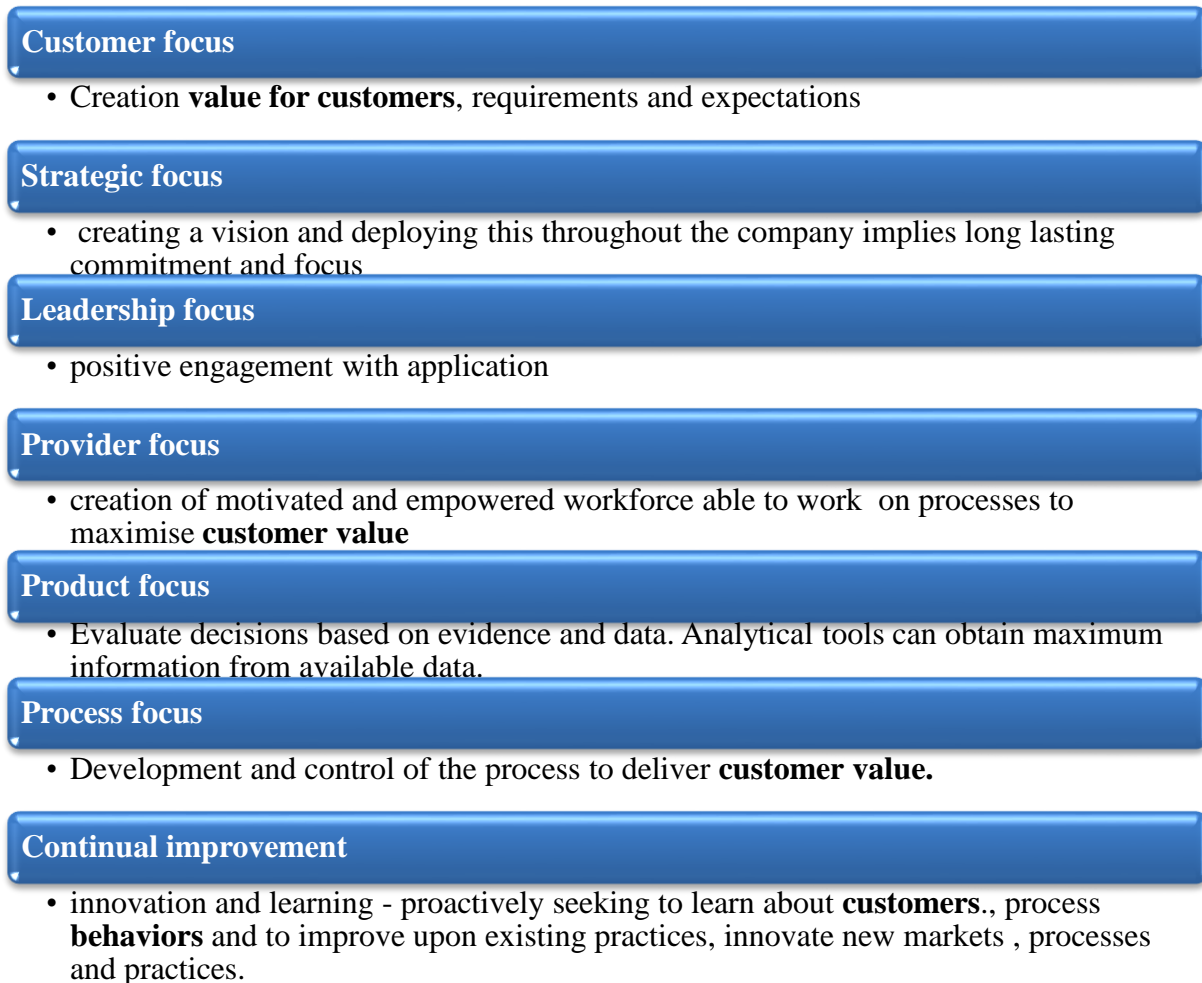 Customer focus
• Creation value for customers, requirements and expectations
Strategic focus
• creating a vision and deploying this throughout the company implies long lasting
commitment and focus
Leadership focus
• positive engagement with application
Provider focus
• creation of motivated and empowered workforce able to work on processes to
maximise customer value
Product focus
• Evaluate decisions based on evidence and data. Analytical tools can obtain maximum
information from available data.
Process focus
• Development and control of the process to deliver customer value.
Continual improvement
• innovation and learning - proactively seeking to learn about customers., process
behaviors and to improve upon existing practices, innovate new markets , processes
and practices.